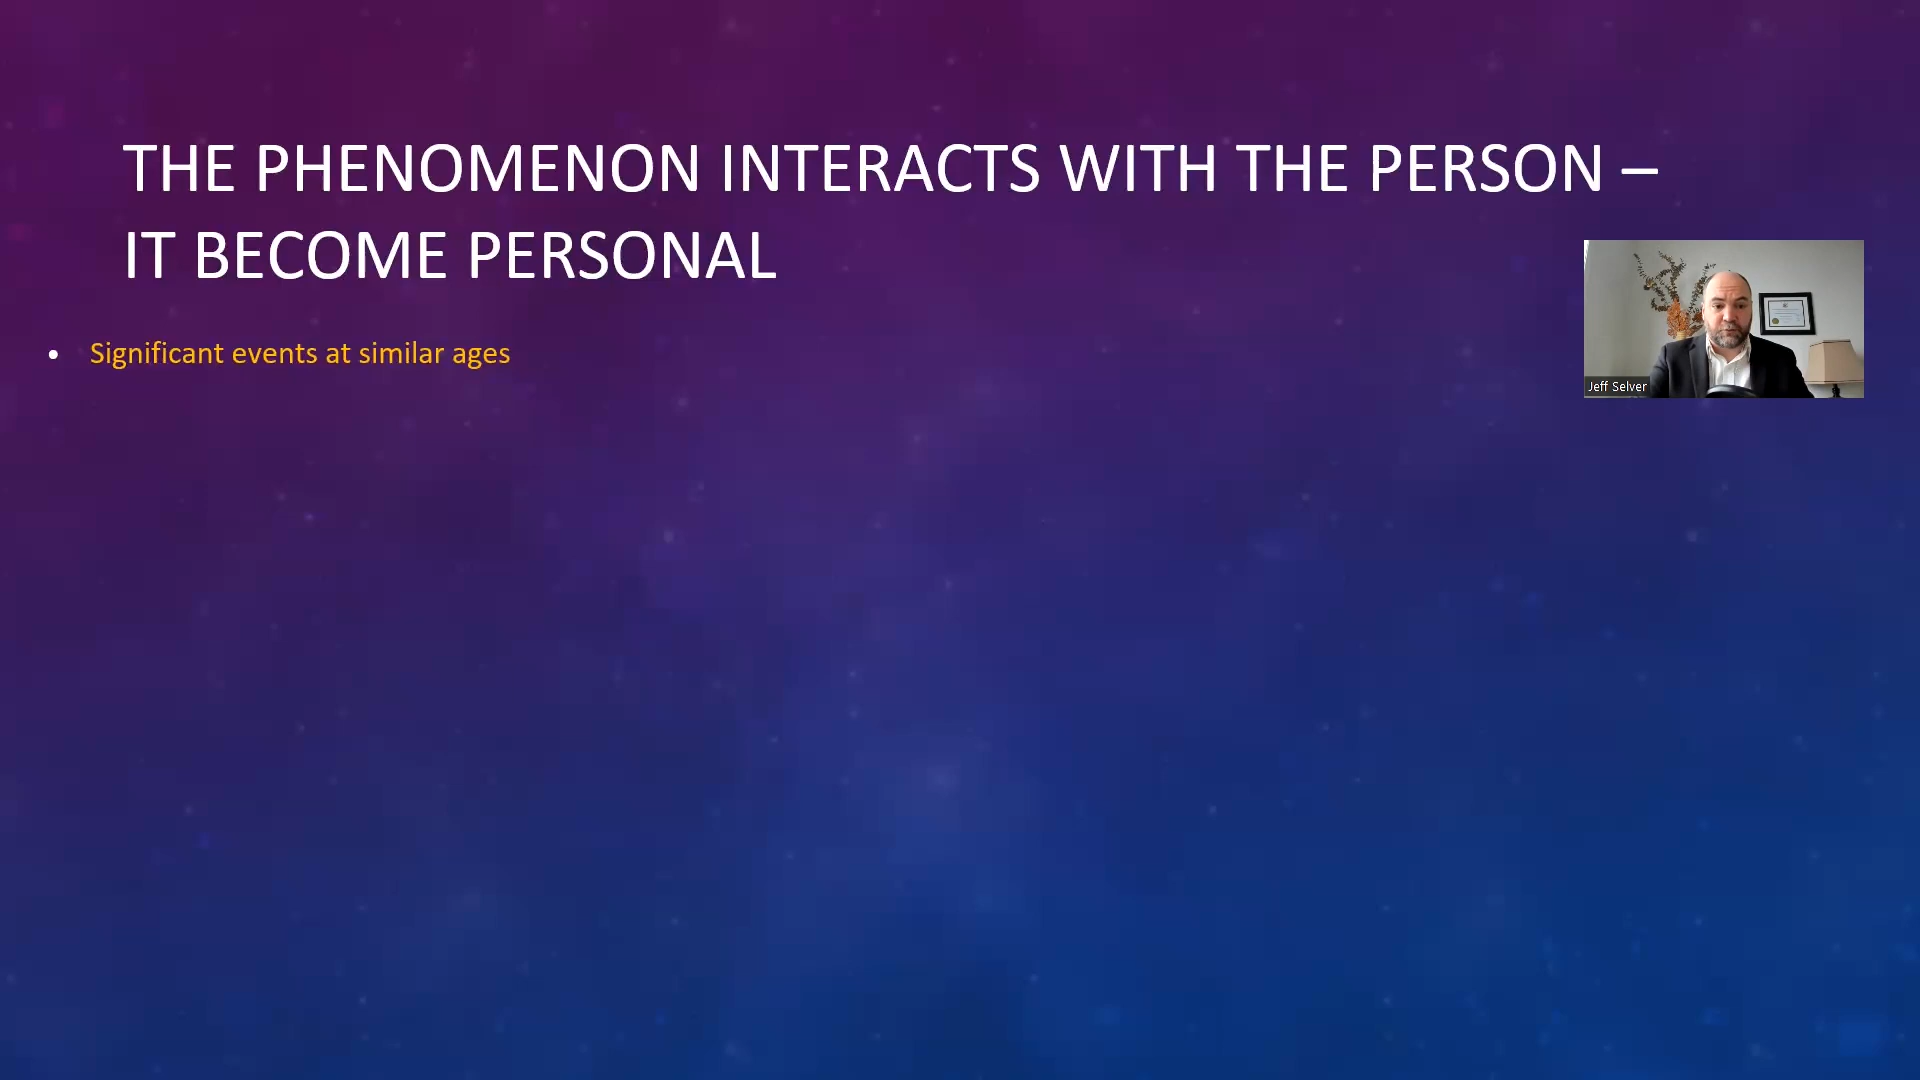 THE PHENOMENON INTERACTS WITH THE PERSON –
IT BECOME PERSONAL
• Significant events at similar ages
Jeff Selver